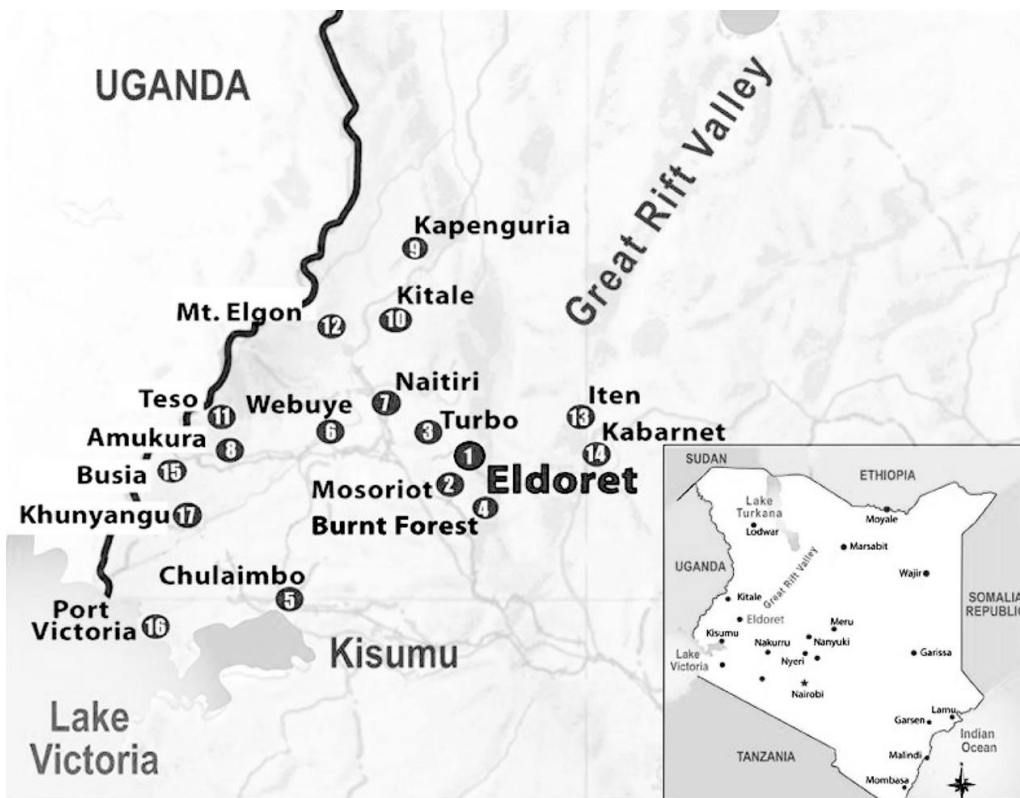 UGANDA
Great Rift Valley
Kapenguria
9
Kitale
10
Mt. Elgon
12
Naitiri
7
Teso
11
Webuye
6
Turbo
3
Iten
13
Amukura
8
Kabarnet
14
1
Eldoret
Busia
15
Mosoriot
2
Khunyangu
17
Burnt Forest
4
Chulaimbo
5
Port
Victoria
16
Kisumu
Lake
Victoria
SUDAN
ETHIOPIA
Lake
Turkana
Lodwar
Moyale
Marsabit
UGANDA
Great Rift Valley
Wajir
Kitale
SOMALIA
REPUBLIC
Eldoret
Meru
Kisumu
Nakurru
Nanyuki
Nyeri
Garissa
Lake
Victoria
Nairobi
Lamu
Garsen
Indian
Ocean
TANZANIA
Malindi
Mombasa